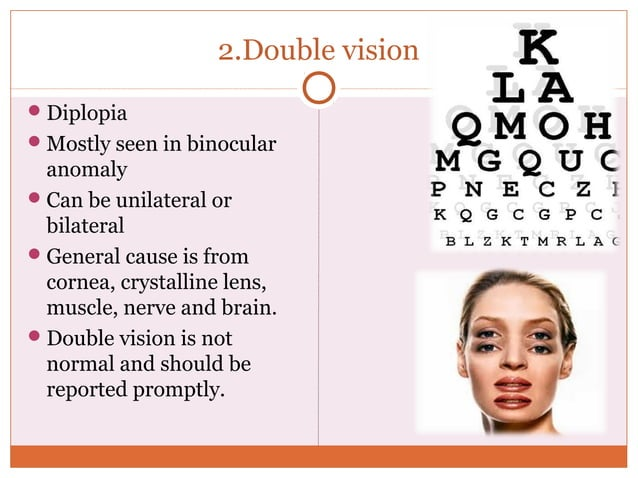 2.Double vision
Diplopia
Mostly seen in binocular
anomaly
Can be unilateral or
bilateral
General cause is from
cornea, crystalline lens,
muscle, nerve and brain.
Double vision is not
normal and should be
reported promptly.
K
L A
Q M O H
M G Q U C
P N E C Z
K Q G C G P C
B L Z K T M R L A G